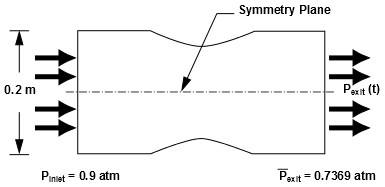 Symmetry Plane
0.2 m
Pexit (t)
Pinlet = 0.9 atm
P̅exit = 0.7369 atm